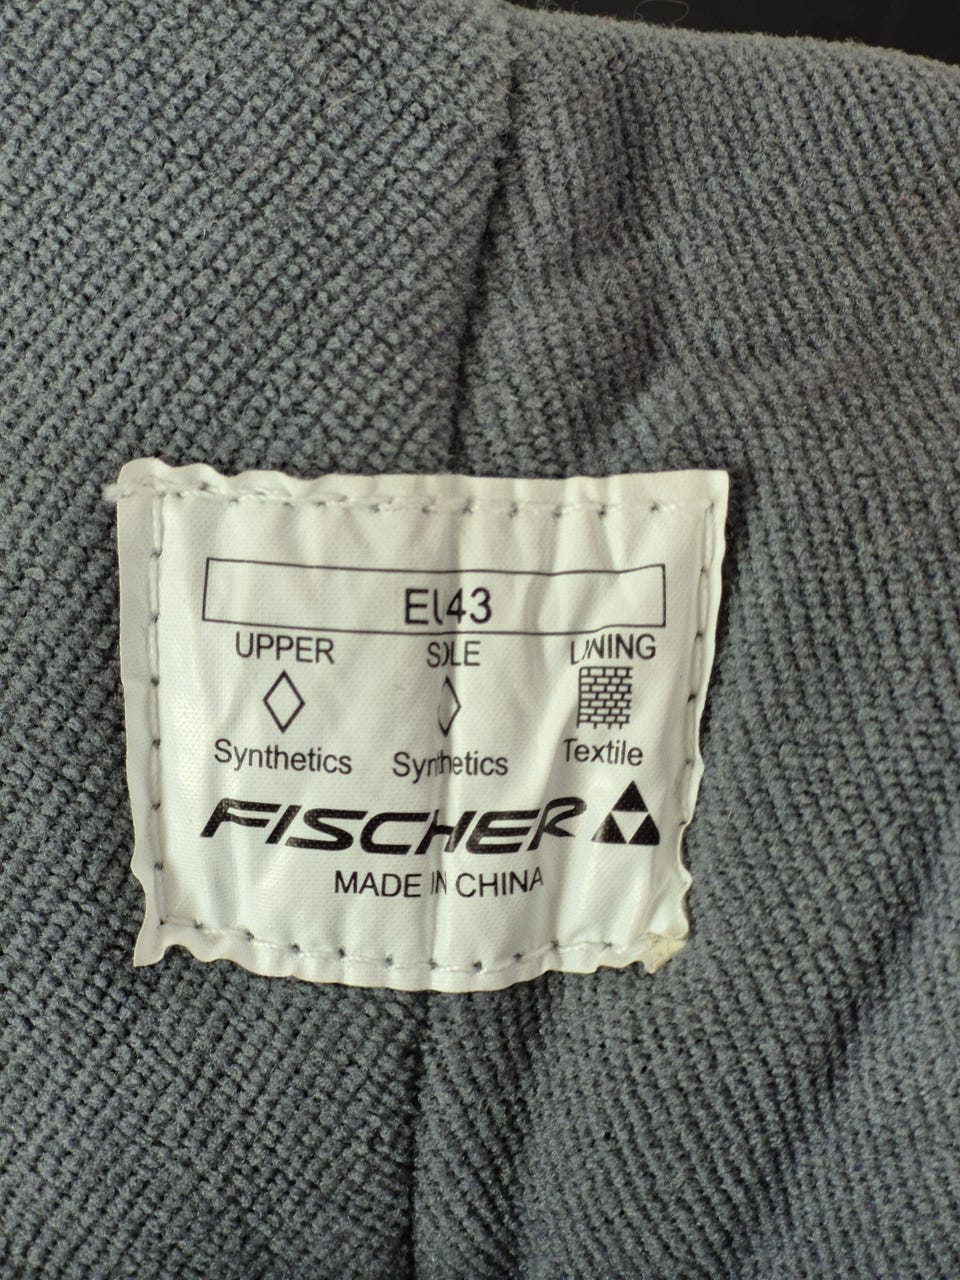 EU43
UPPER SOLE LINING
Synthetics Synthetics Textile
FISCHER
MADE IN CHINA